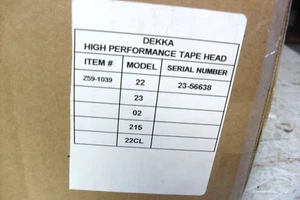 DEKKA
HIGH PERFORMANCE TAPE HEAD
ITEM # MODEL SERIAL NUMBER
Z59-1039 22 23-56638
23
02
215
22CL